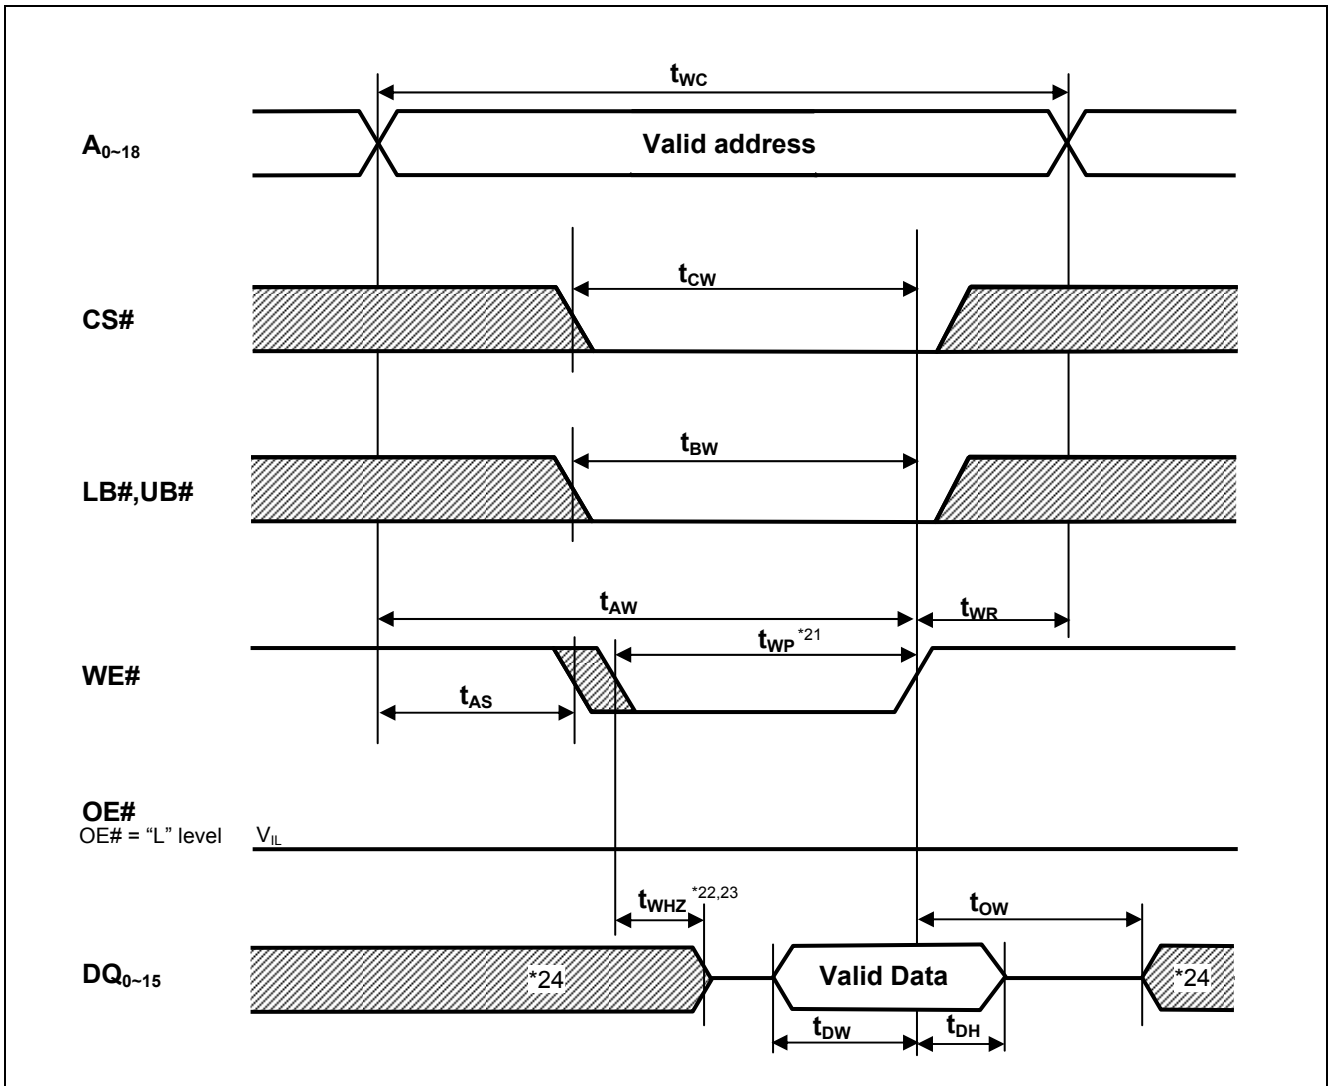 tWC
A0~18 Valid address
tCW
CS#
tBW
LB#,UB#
tAW tWR
tWP *21
WE#
tAS
OE#
OE# = “L” level VIL
tWHZ *22,23 tOW
DQ0~15 *24 Valid Data *24
tDW tDH